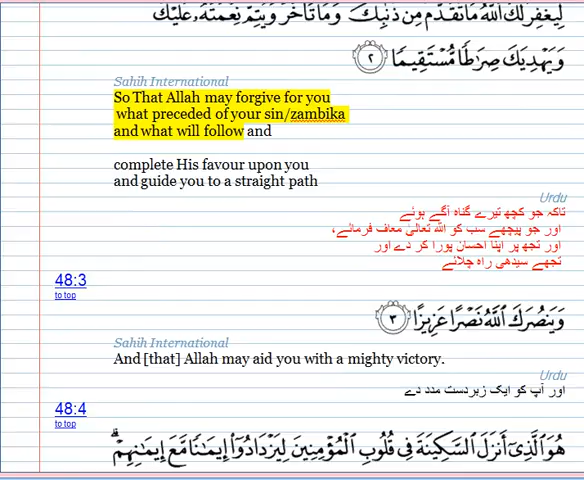 لِّيَغْفِرَ لَكَ ٱللَّهُ مَا تَقَدَّمَ مِن ذَنۢبِكَ وَمَا تَأَخَّرَ وَيُتِمَّ نِعْمَتَهُۥ عَلَيْكَ
وَيَهْدِيَكَ صِرَٰطًا مُّسْتَقِيمًا ٢
Sahih International
So That Allah may forgive for you
what preceded of your sin/zambika
and what will follow and
complete His favour upon you
and guide you to a straight path
Urdu
تاکہ جو کچھ تیرے گناہ آگے ہوئے
اور جو پیچھے سب کو اللہ تعالیٰ معاف فرمائے،
اور تجھ پر اپنا احسان پورا کر دے اور
تجھے سیدھی راہ چلائے
48:3
to top
وَيَنصُرَكَ ٱللَّهُ نَصْرًا عَزِيزًا ٣
Sahih International
And [that] Allah may aid you with a mighty victory.
Urdu
اور آپ کو ایک زبردست مدد دے
48:4
to top
هُوَ ٱلَّذِىٓ أَنزَلَ ٱلسَّكِينَةَ فِى قُلُوبِ ٱلْمُؤْمِنِينَ لِيَزْدَادُوٓا۟ إِيمَٰنًا مَّعَ إِيمَٰنِهِمْ ۗ